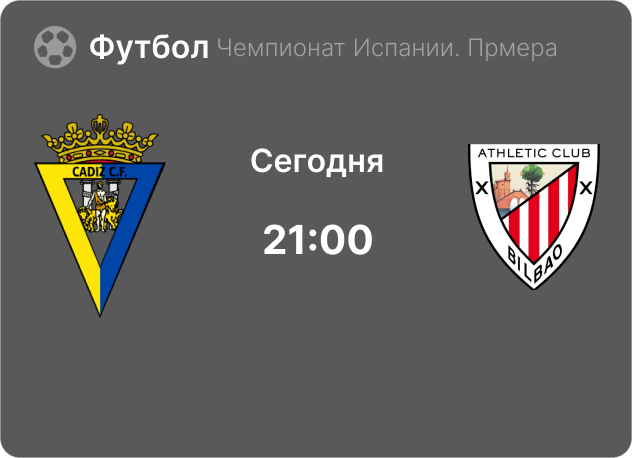 Футбол Чемпионат Испании. Прмера
Сегодня
21:00
CADIZ C.F.
ATHLETIC CLUB
BILBAO